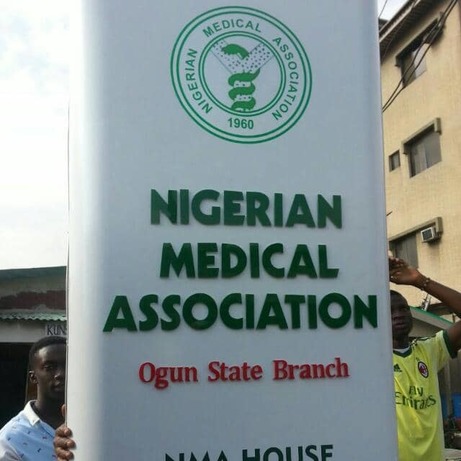 NIGERIAN MEDICAL ASSOCIATION
1960
NIGERIAN
MEDICAL
ASSOCIATION
Ogun State Branch
NMA HOUSE
Fly
Emirates